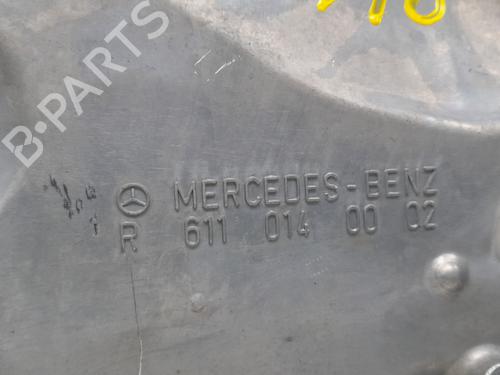 B-PARTS
MERCEDES-BENZ
R 611 014 00 02